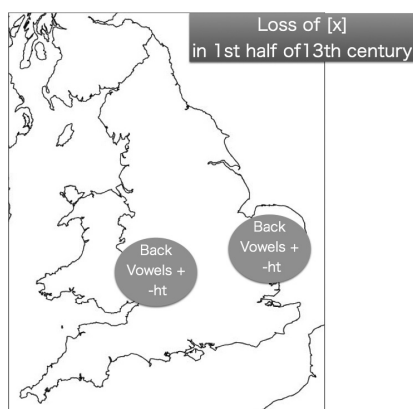 Loss of [x]
in 1st half of13th century
Back
Vowels +
-ht
Back
Vowels +
-ht